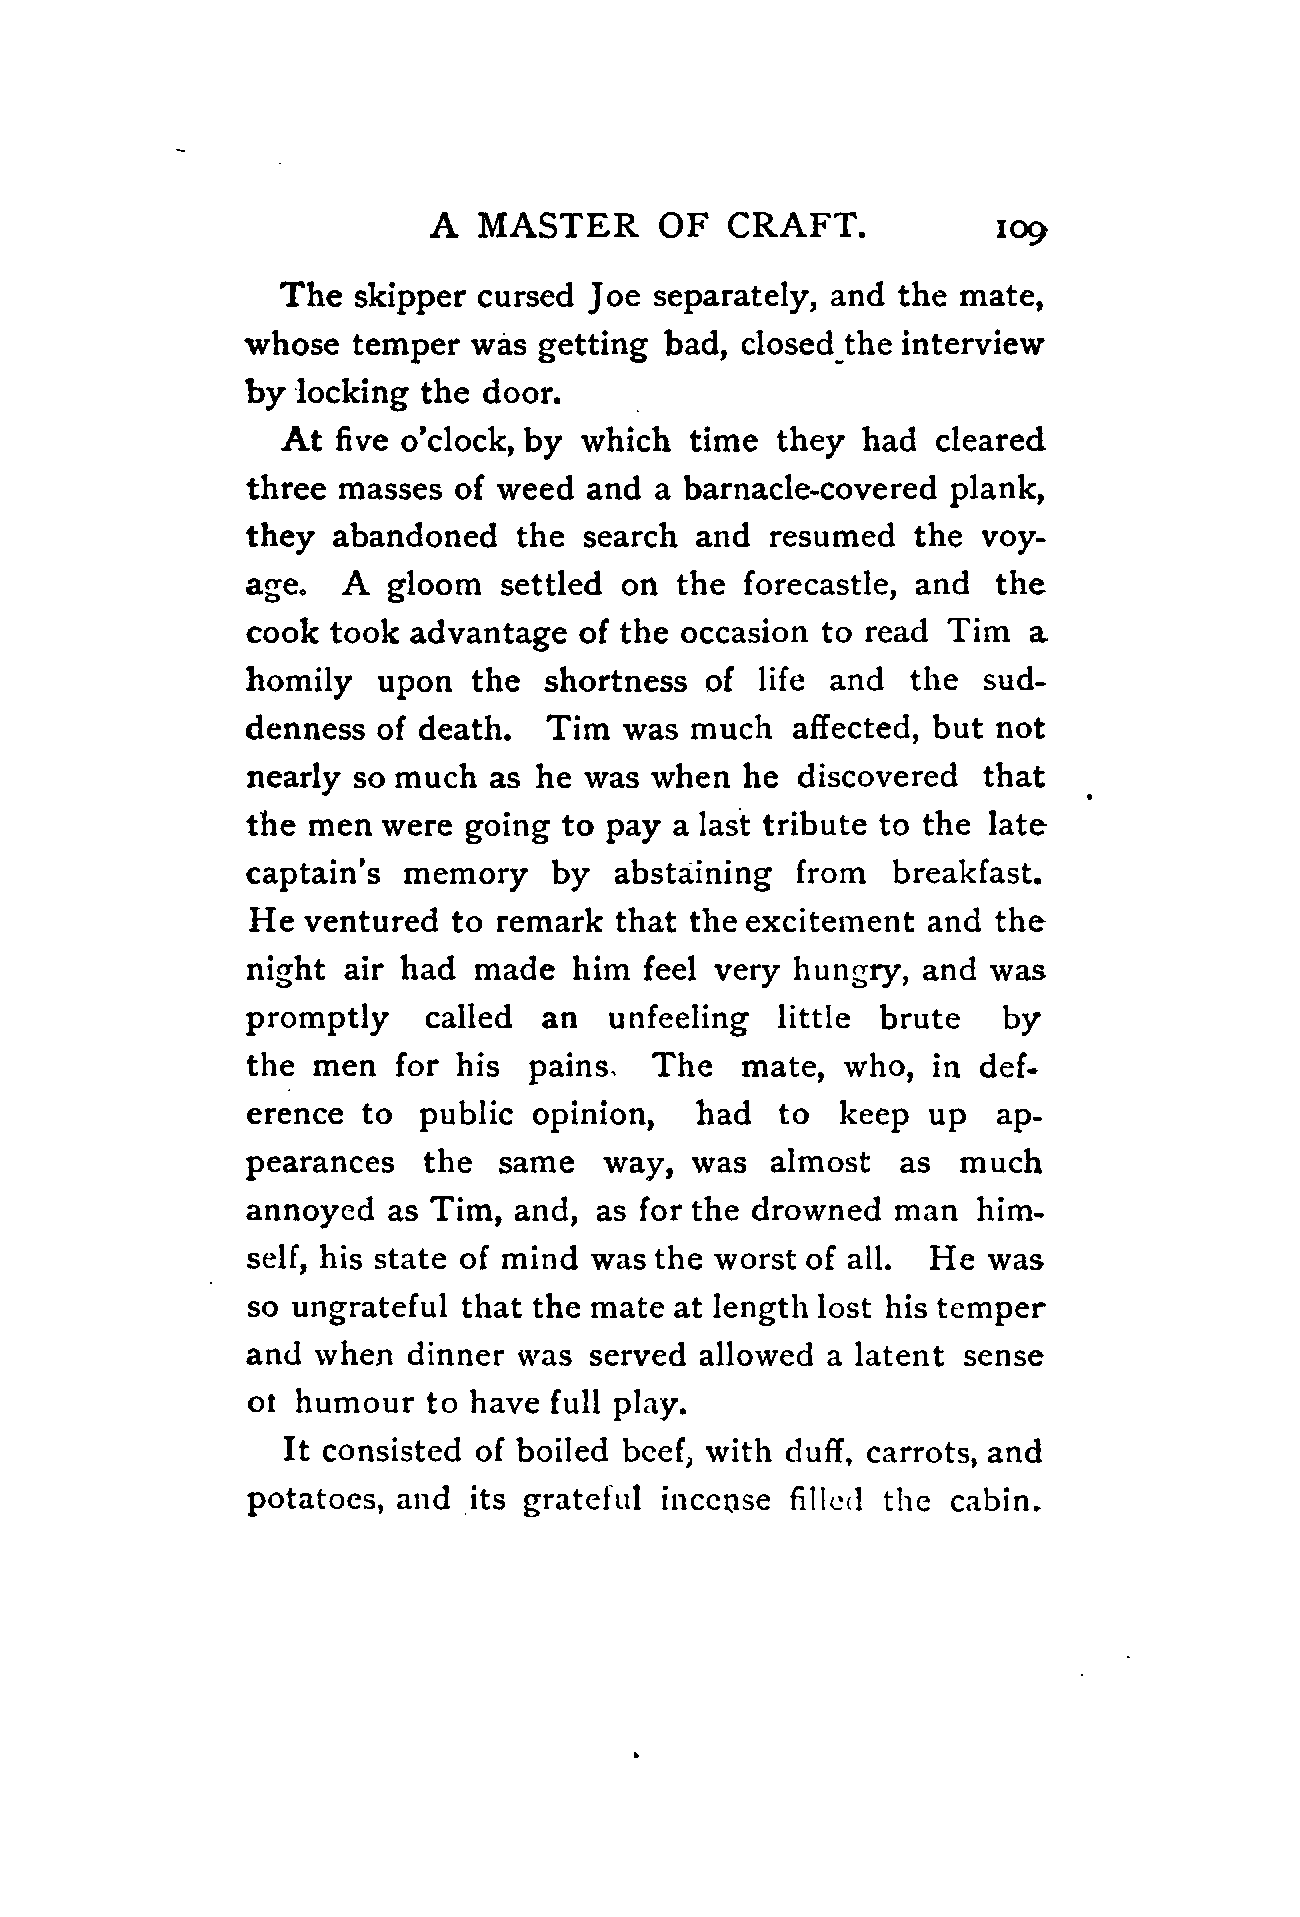 A MASTER OF CRAFT. 109
The skipper cursed Joe separately, and the mate,
whose temper was getting bad, closed the interview
by locking the door.
At five o'clock, by which time they had cleared
three masses of weed and a barnacle-covered plank,
they abandoned the search and resumed the voy-
age. A gloom settled on the forecastle, and the
cook took advantage of the occasion to read Tim a
homily upon the shortness of life and the sud-
denness of death. Tim was much affected, but not
nearly so much as he was when he discovered that
the men were going to pay a last tribute to the late
captain's memory by abstaining from breakfast.
He ventured to remark that the excitement and the
night air had made him feel very hungry, and was
promptly called an unfeeling little brute by
the men for his pains. The mate, who, in def-
erence to public opinion, had to keep up ap-
pearances the same way, was almost as much
annoyed as Tim, and, as for the drowned man him-
self, his state of mind was the worst of all. He was
so ungrateful that the mate at length lost his temper
and when dinner was served allowed a latent sense
of humour to have full play.
It consisted of boiled beef, with duff, carrots, and
potatoes, and its grateful incense filled the cabin.